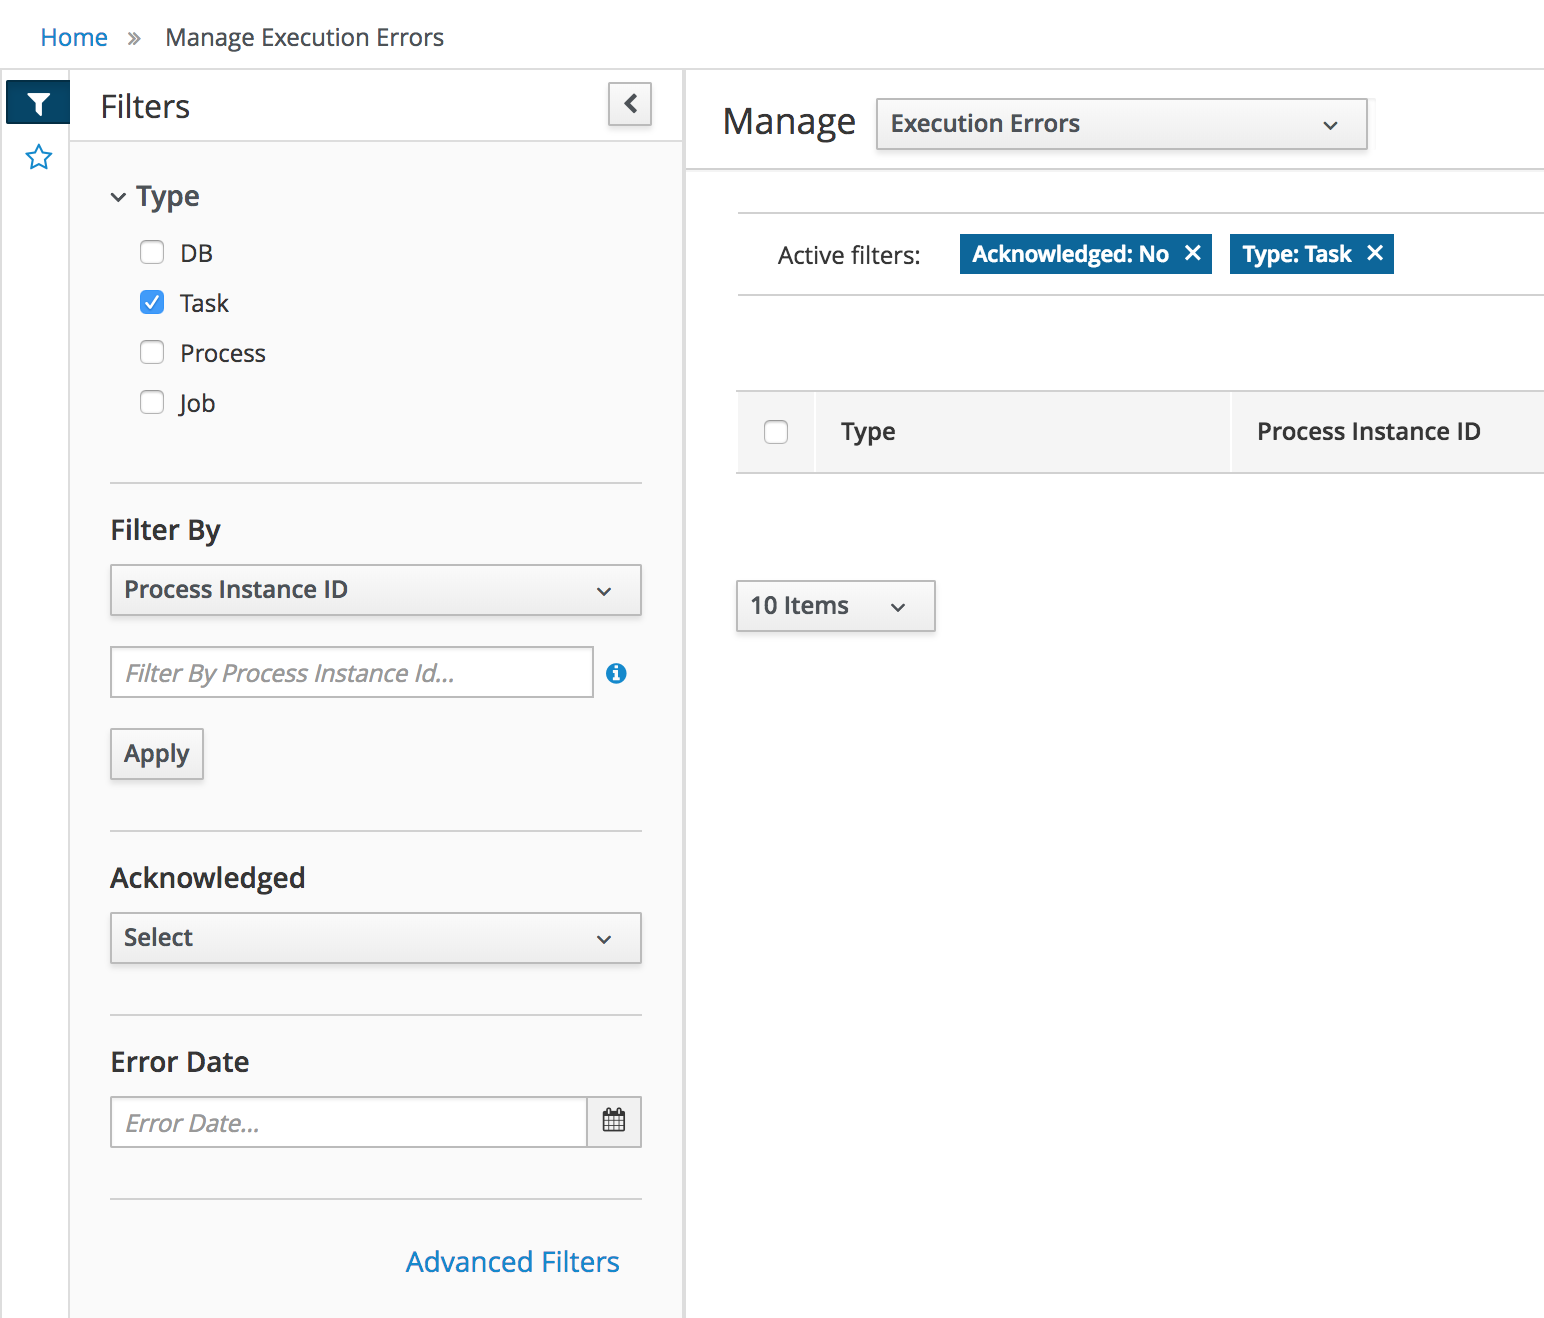 Home » Manage Execution Errors
Filters
Type
DB
Task
Process
Job
Filter By
Process Instance ID
Filter By Process Instance Id...
Apply
Acknowledged
Select
Error Date
Error Date...
Advanced Filters
Manage Execution Errors
Active filters: Acknowledged: No ✕ Type: Task ✕
Type Process Instance ID
10 Items